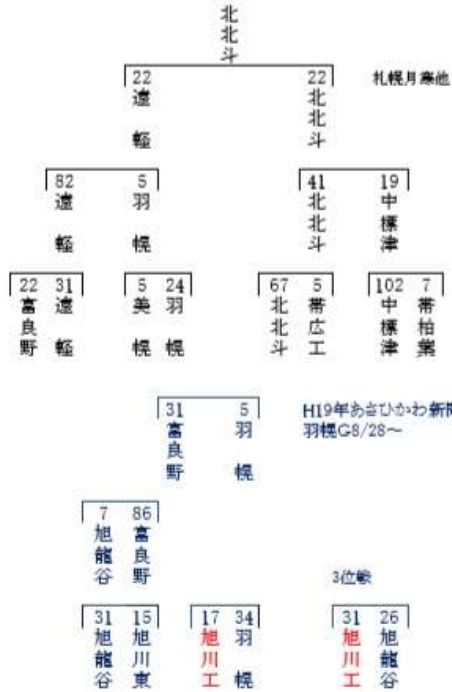 北北斗
22 22 札幌月寒他
遠軽 北北斗
82 5 41 19
遠軽 羽幌 北北斗 中標津
22 31 5 24 67 5 102 7
富良野 遠軽 美幌 羽幌 北北斗 帯広工 中標津 帯柏葉
31 5 H19年あさひかわ新聞
富良野 羽幌 羽幌G8/28～
7 86
旭龍谷 富良野
3位戦
31 15 17 34 31 26
旭龍谷 旭川東 旭川工 羽幌 旭川工 旭龍谷